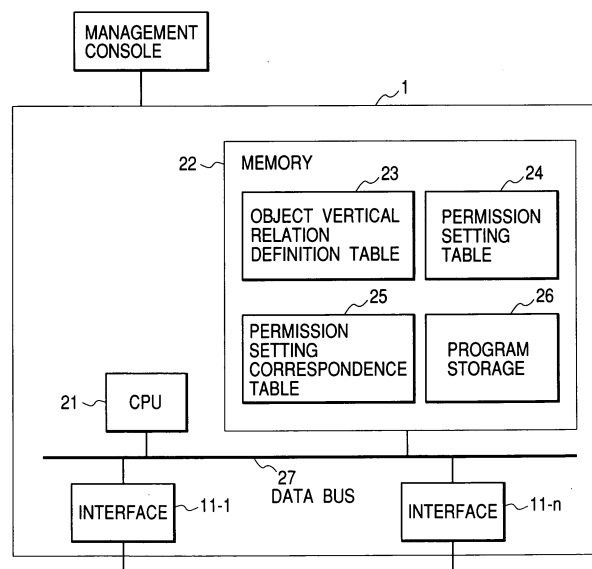 MANAGEMENT
CONSOLE
1
22
MEMORY
23
OBJECT VERTICAL
RELATION
DEFINITION TABLE
24
PERMISSION
SETTING
TABLE
25
PERMISSION
SETTING
CORRESPONDENCE
TABLE
26
PROGRAM
STORAGE
21
CPU
27
DATA BUS
INTERFACE
11-1
INTERFACE
11-n